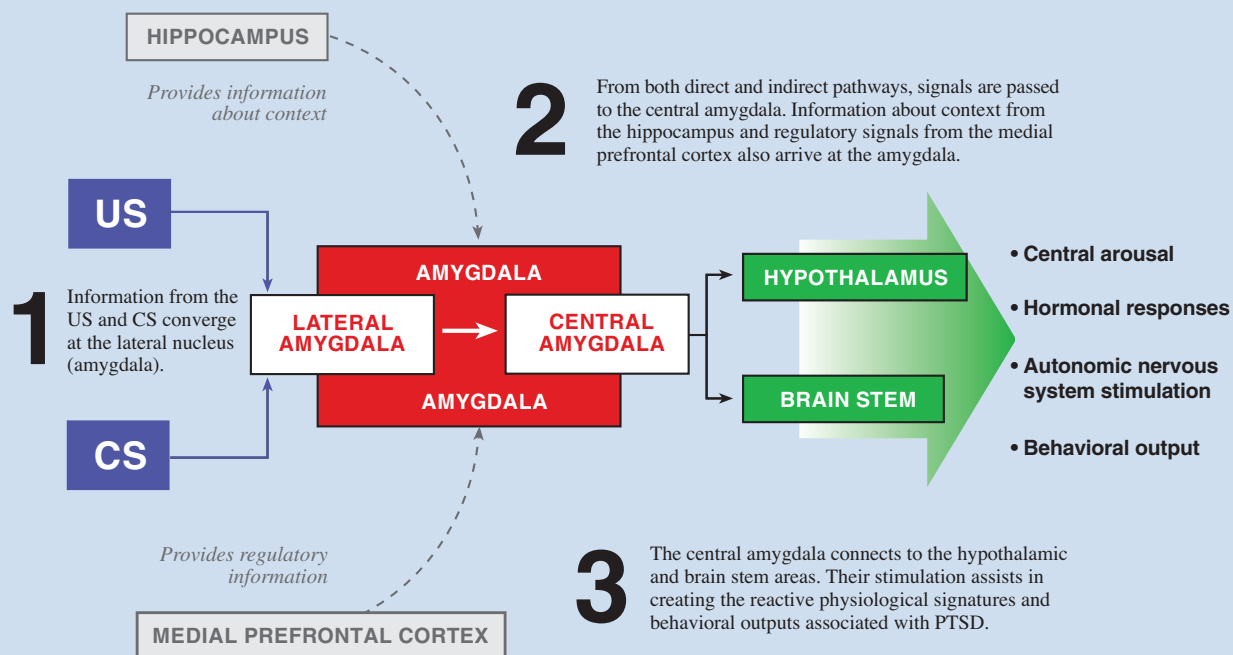 HIPPOCAMPUS
Provides information
about context
2
From both direct and indirect pathways, signals are passed
to the central amygdala. Information about context from
the hippocampus and regulatory signals from the medial
prefrontal cortex also arrive at the amygdala.
US
1
Information from the
US and CS converge
at the lateral nucleus
(amygdala).
CS
AMYGDALA
LATERAL
AMYGDALA
CENTRAL
AMYGDALA
AMYGDALA
HYPOTHALAMUS
BRAIN STEM
• Central arousal
• Hormonal responses
• Autonomic nervous
system stimulation
• Behavioral output
Provides regulatory
information
MEDIAL PREFRONTAL CORTEX
3
The central amygdala connects to the hypothalamic
and brain stem areas. Their stimulation assists in
creating the reactive physiological signatures and
behavioral outputs associated with PTSD.